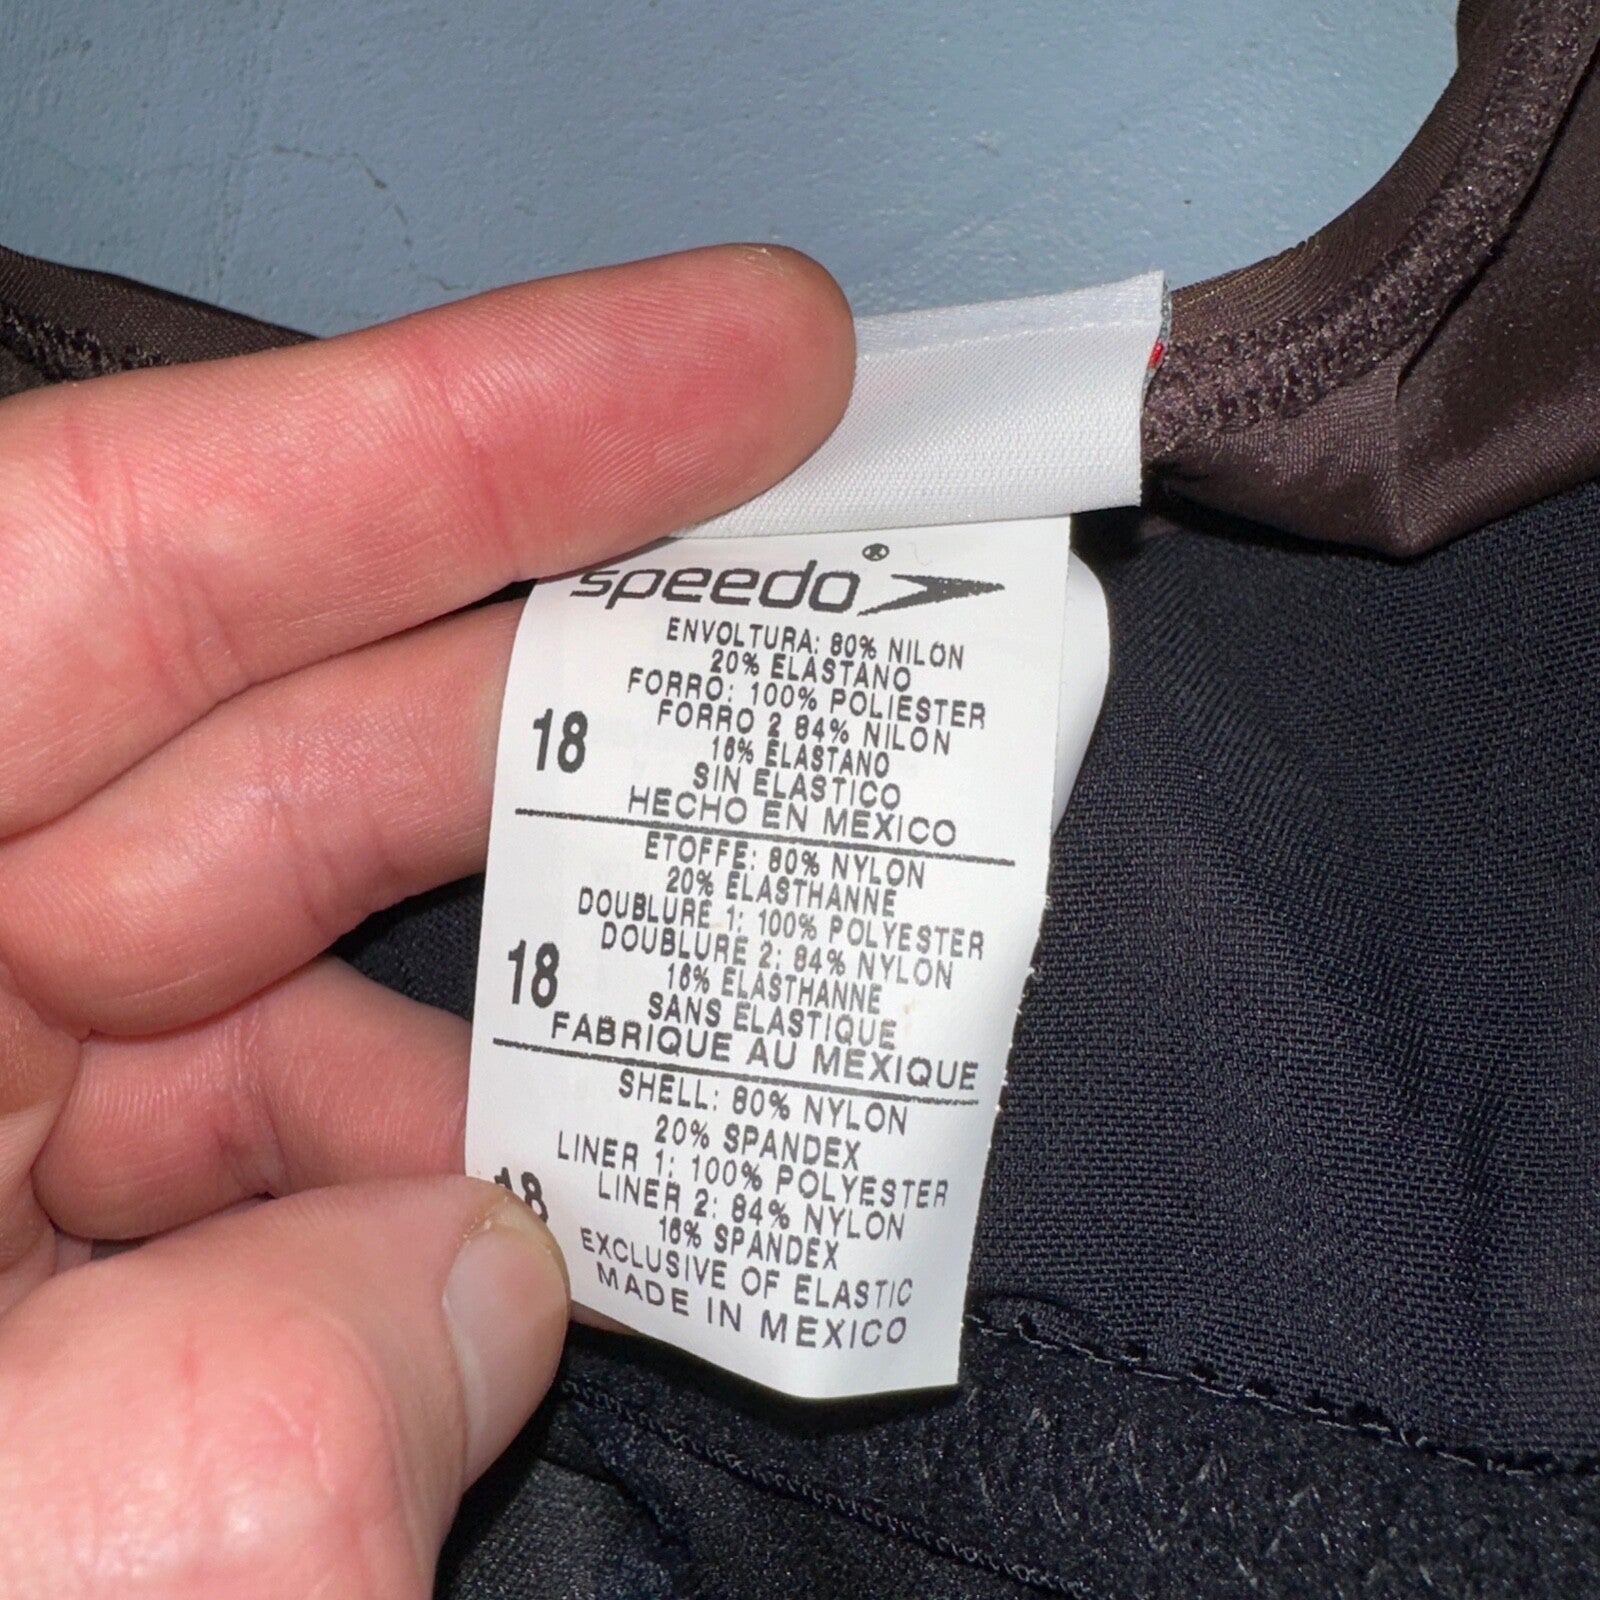 speedo®
ENVOLTURA: 80% NILON
20% ELASTANO
FORRO: 100% POLIESTER
FORRO 2 84% NILON
18
16% ELASTANO
SIN ELASTICO
HECHO EN MEXICO
ETOFFE: 80% NYLON
20% ELASTHANNE
DOUBLURE 1: 100% POLYESTER
DOUBLURE 2: 84% NYLON
18
16% ELASTHANNE
SANS ELASTIQUE
FABRIQUE AU MEXIQUE
SHELL: 80% NYLON
20% SPANDEX
LINER 1: 100% POLYESTER
18
LINER 2: 84% NYLON
16% SPANDEX
EXCLUSIVE OF ELASTIC
MADE IN MEXICO